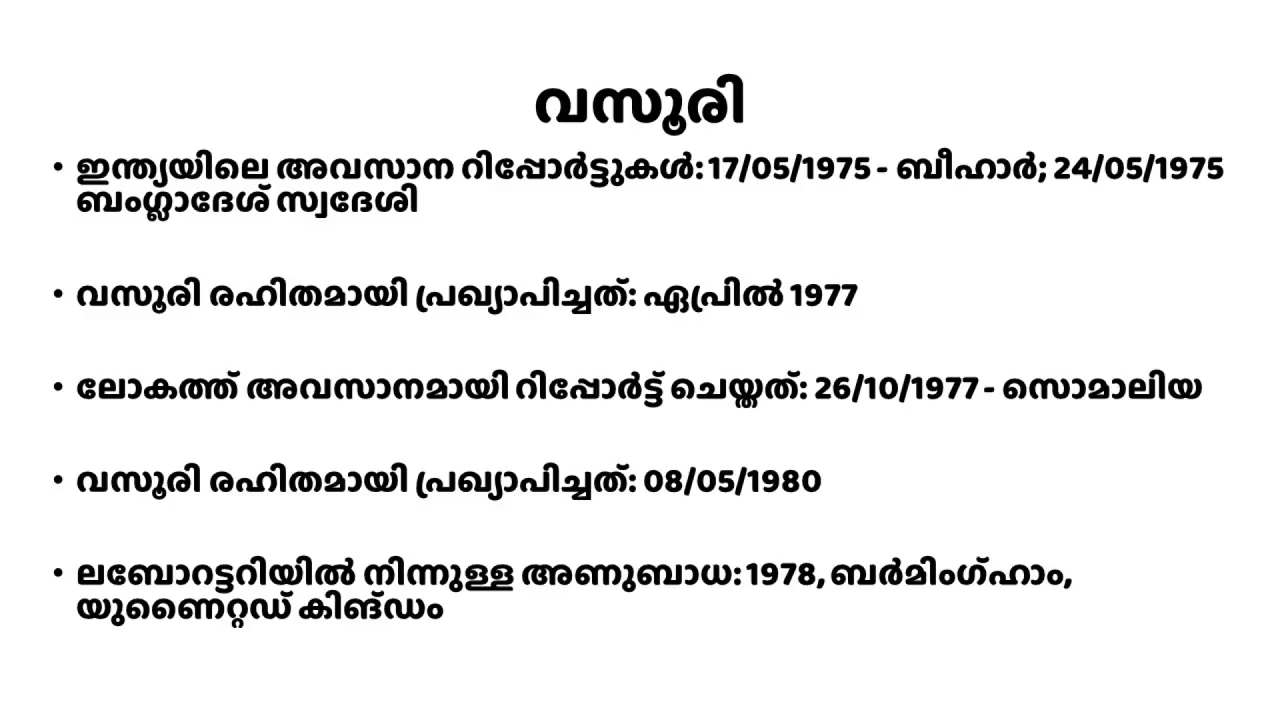 വസൂരി
• ഇന്ത്യയിലെ അവസാന റിപ്പോർട്ടുകൾ: 17/05/1975 - ബീഹാർ; 24/05/1975
ബംഗ്ലാദേശ് സ്വദേശി
• വസൂരി രഹിതമായി പ്രഖ്യാപിച്ചത്: ഏപ്രിൽ 1977
• ലോകത്ത് അവസാനമായി റിപ്പോർട്ട് ചെയ്തത്: 26/10/1977 - സൊമാലിയ
• വസൂരി രഹിതമായി പ്രഖ്യാപിച്ചത്: 08/05/1980
• ലബോറട്ടറിയിൽ നിന്നുള്ള അണുബാധ: 1978, ബർമിംഗ്ഹാം,
യുണൈറ്റഡ് കിങ്ഡം